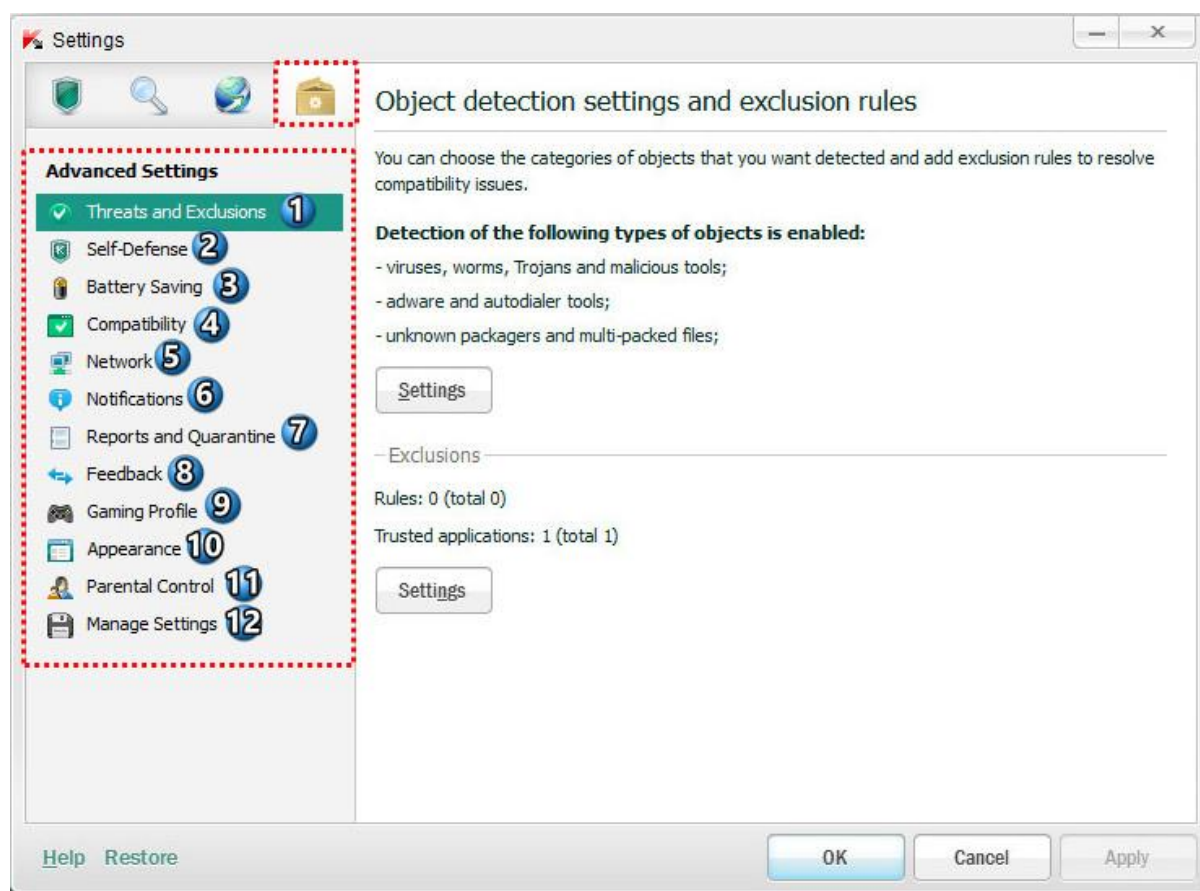 Settings
Advanced Settings
Threats and Exclusions 1
Self-Defense 2
Battery Saving 3
Compatibility 4
Network 5
Notifications 6
Reports and Quarantine 7
Feedback 8
Gaming Profile 9
Appearance 10
Parental Control 11
Manage Settings 12
Object detection settings and exclusion rules
You can choose the categories of objects that you want detected and add exclusion rules to resolve
compatibility issues.
Detection of the following types of objects is enabled:
- viruses, worms, Trojans and malicious tools;
- adware and autodialer tools;
- unknown packagers and multi-packed files;
Settings
Exclusions
Rules: 0 (total 0)
Trusted applications: 1 (total 1)
Settings
Help Restore
OK Cancel Apply